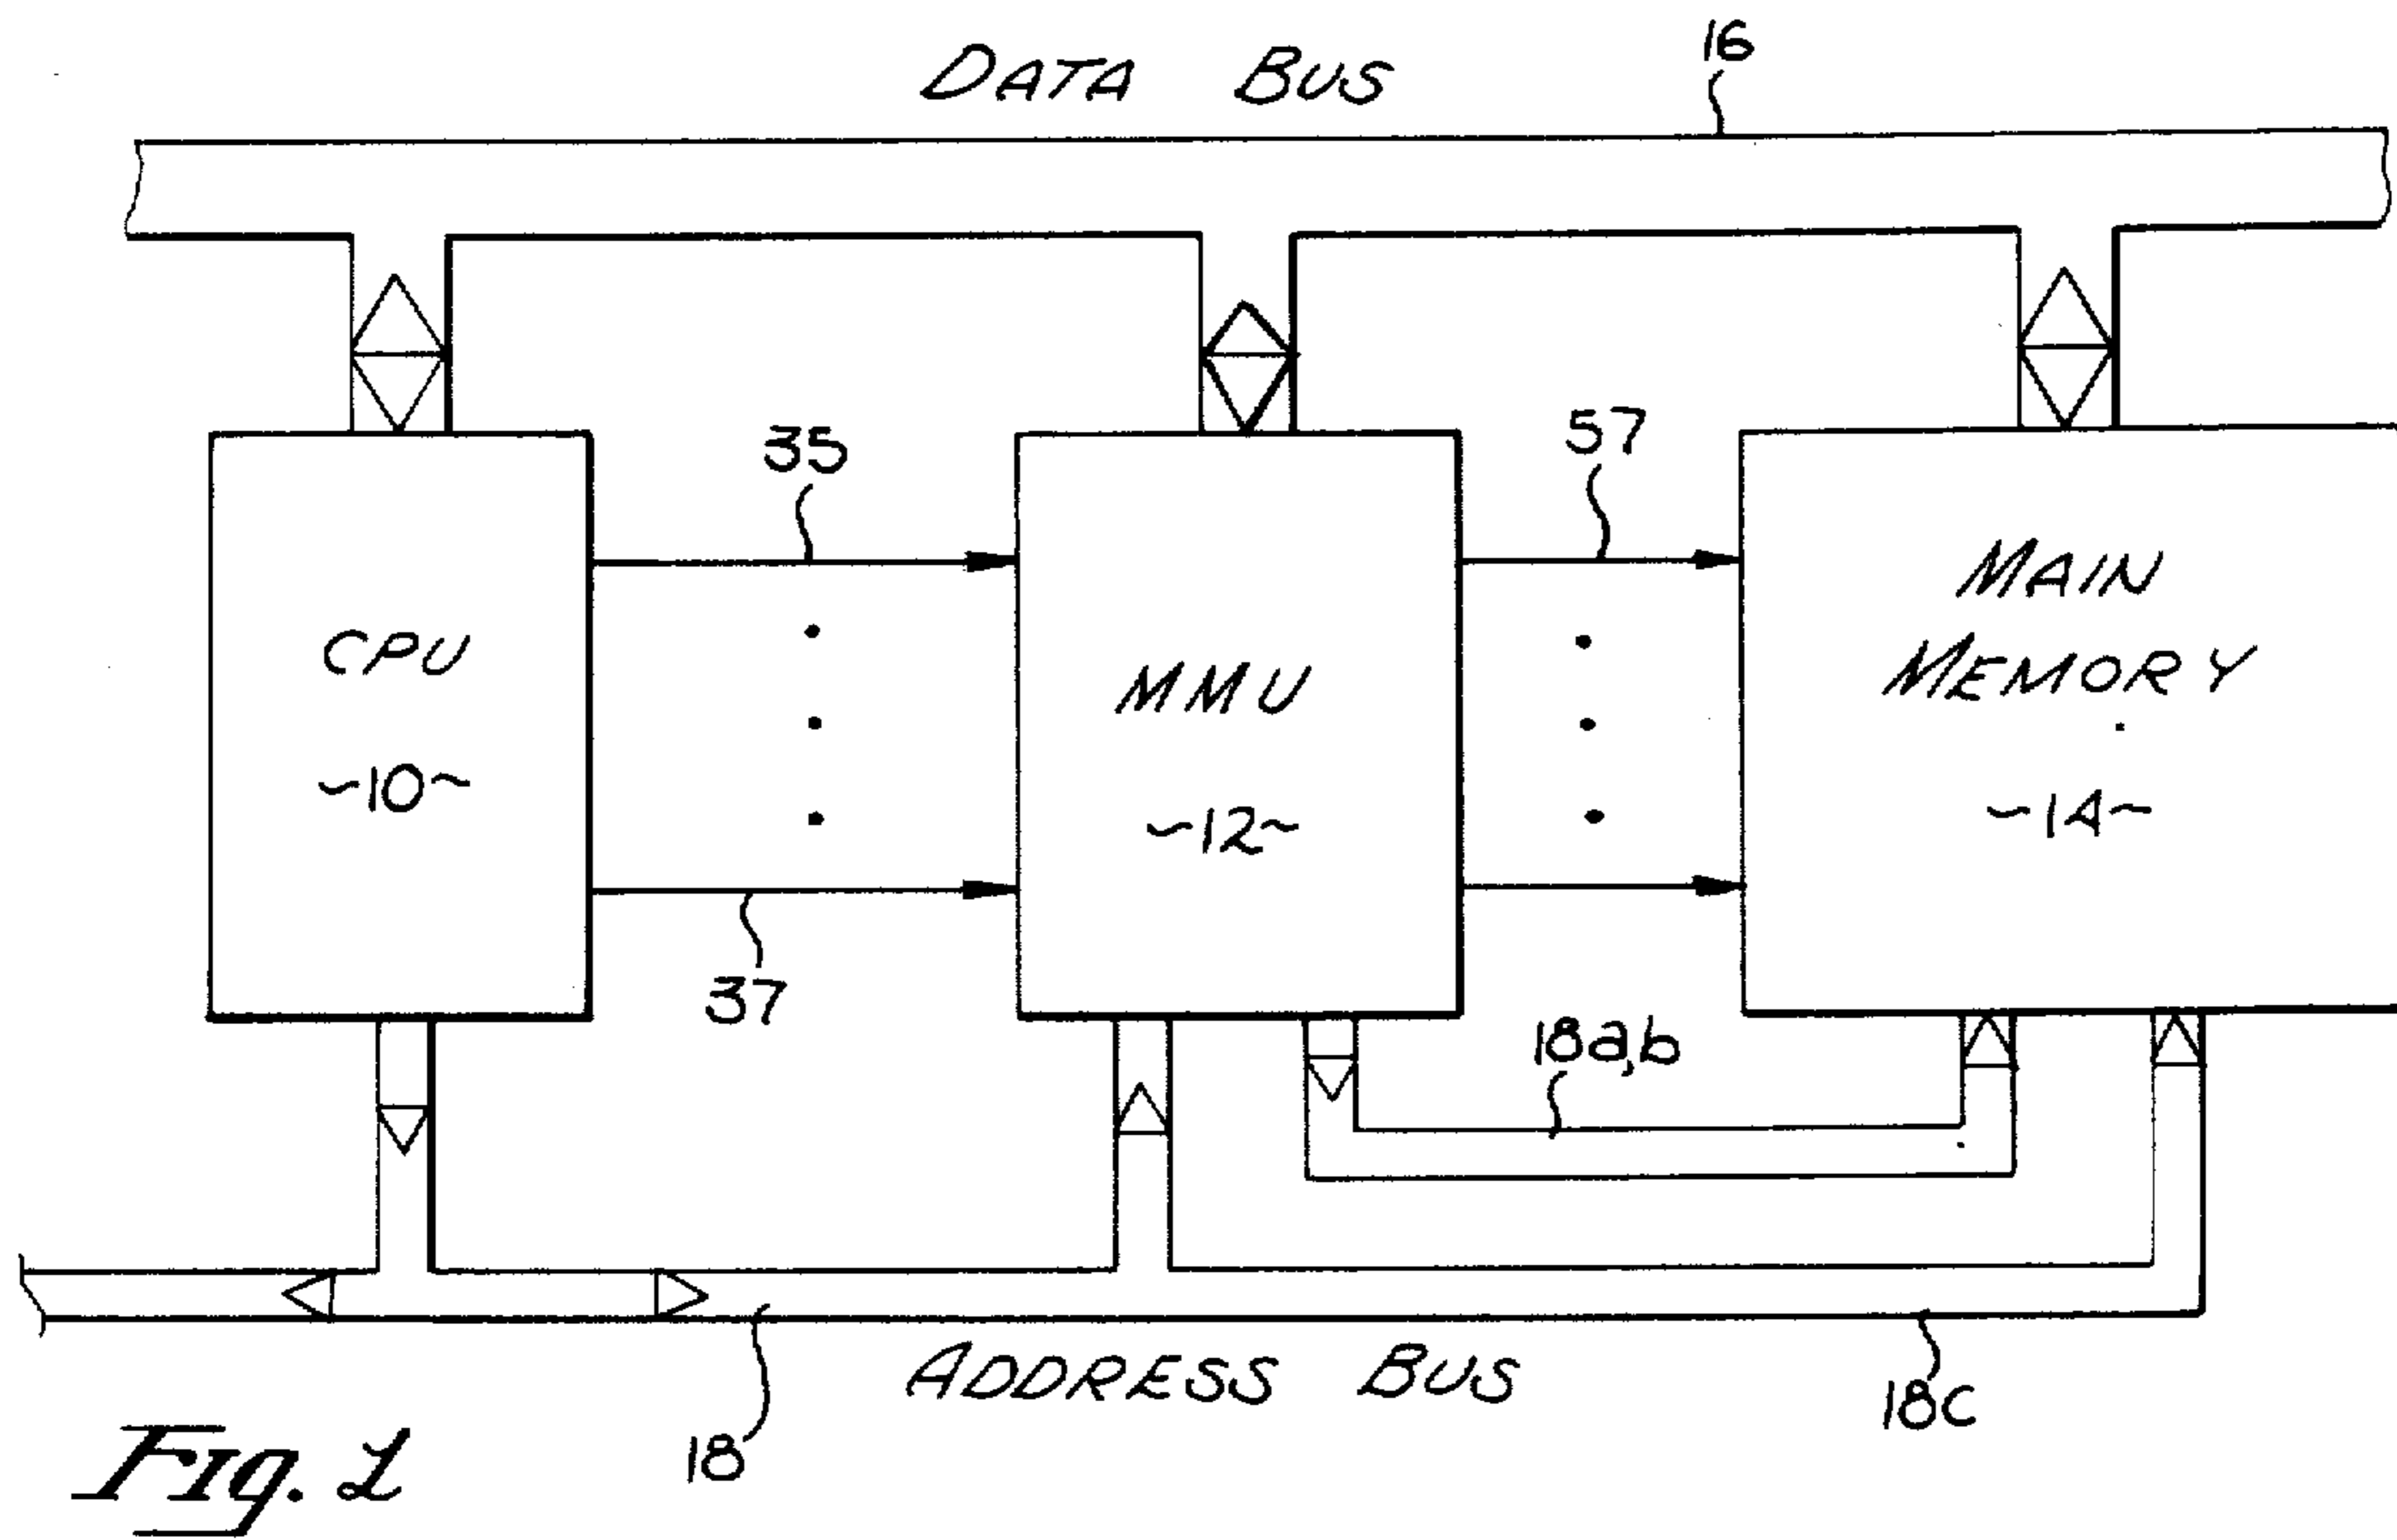 DATA BUS
16
35
57
CPU
~10~
MMU
~12~
MAIN
MEMORY
~14~
37
18a,b
ADDRESS BUS
18
18c
Fig. 1